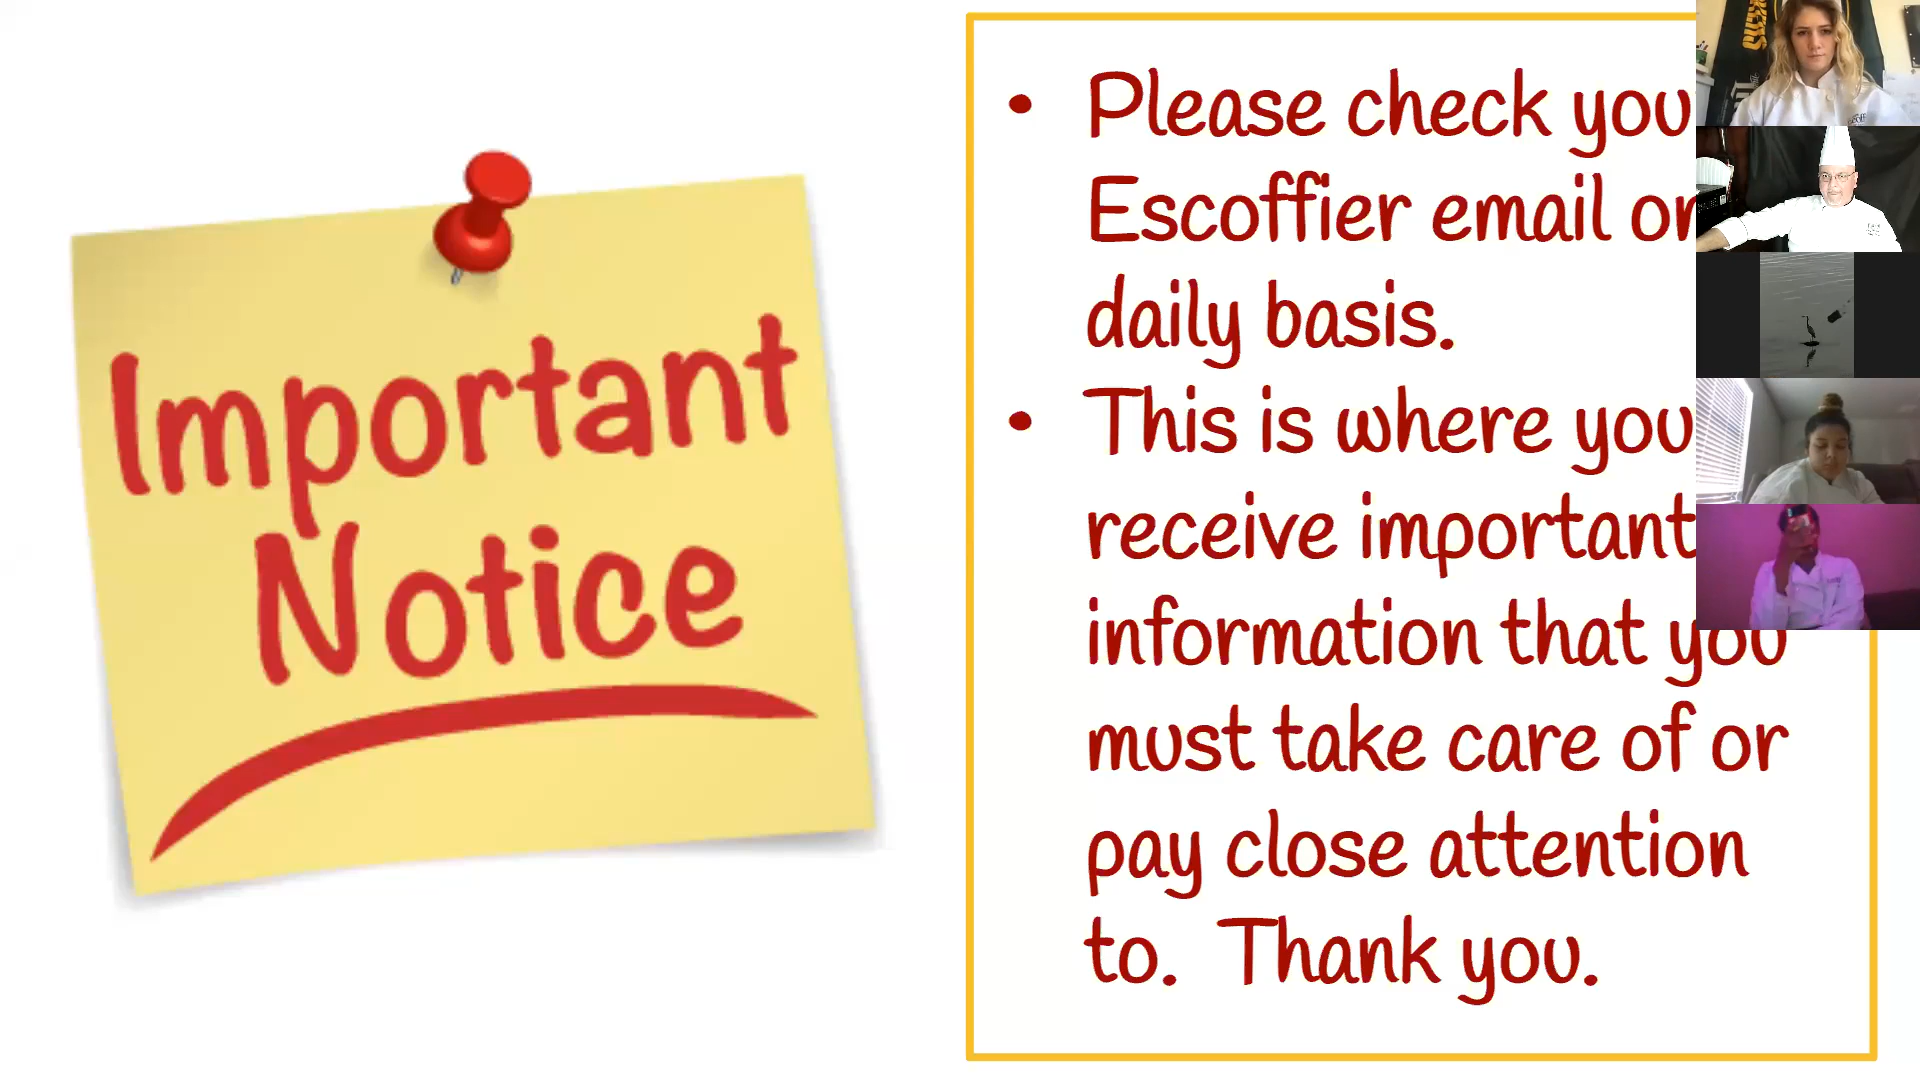 Important
Notice
• Please check you
Escoffier email on
daily basis.
• This is where you
receive important
information that you
must take care of or
pay close attention
to. Thank you.